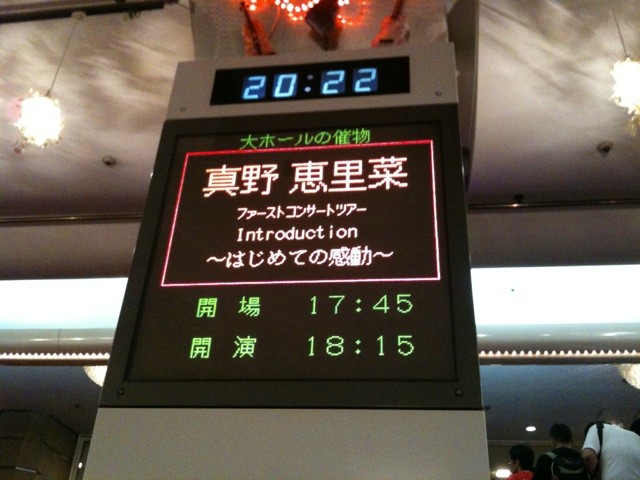 20:22
大ホールの催物
真野 恵里菜
ファーストコンサートツアー
Introduction
～はじめての感動～
開場 17:45
開演 18:15